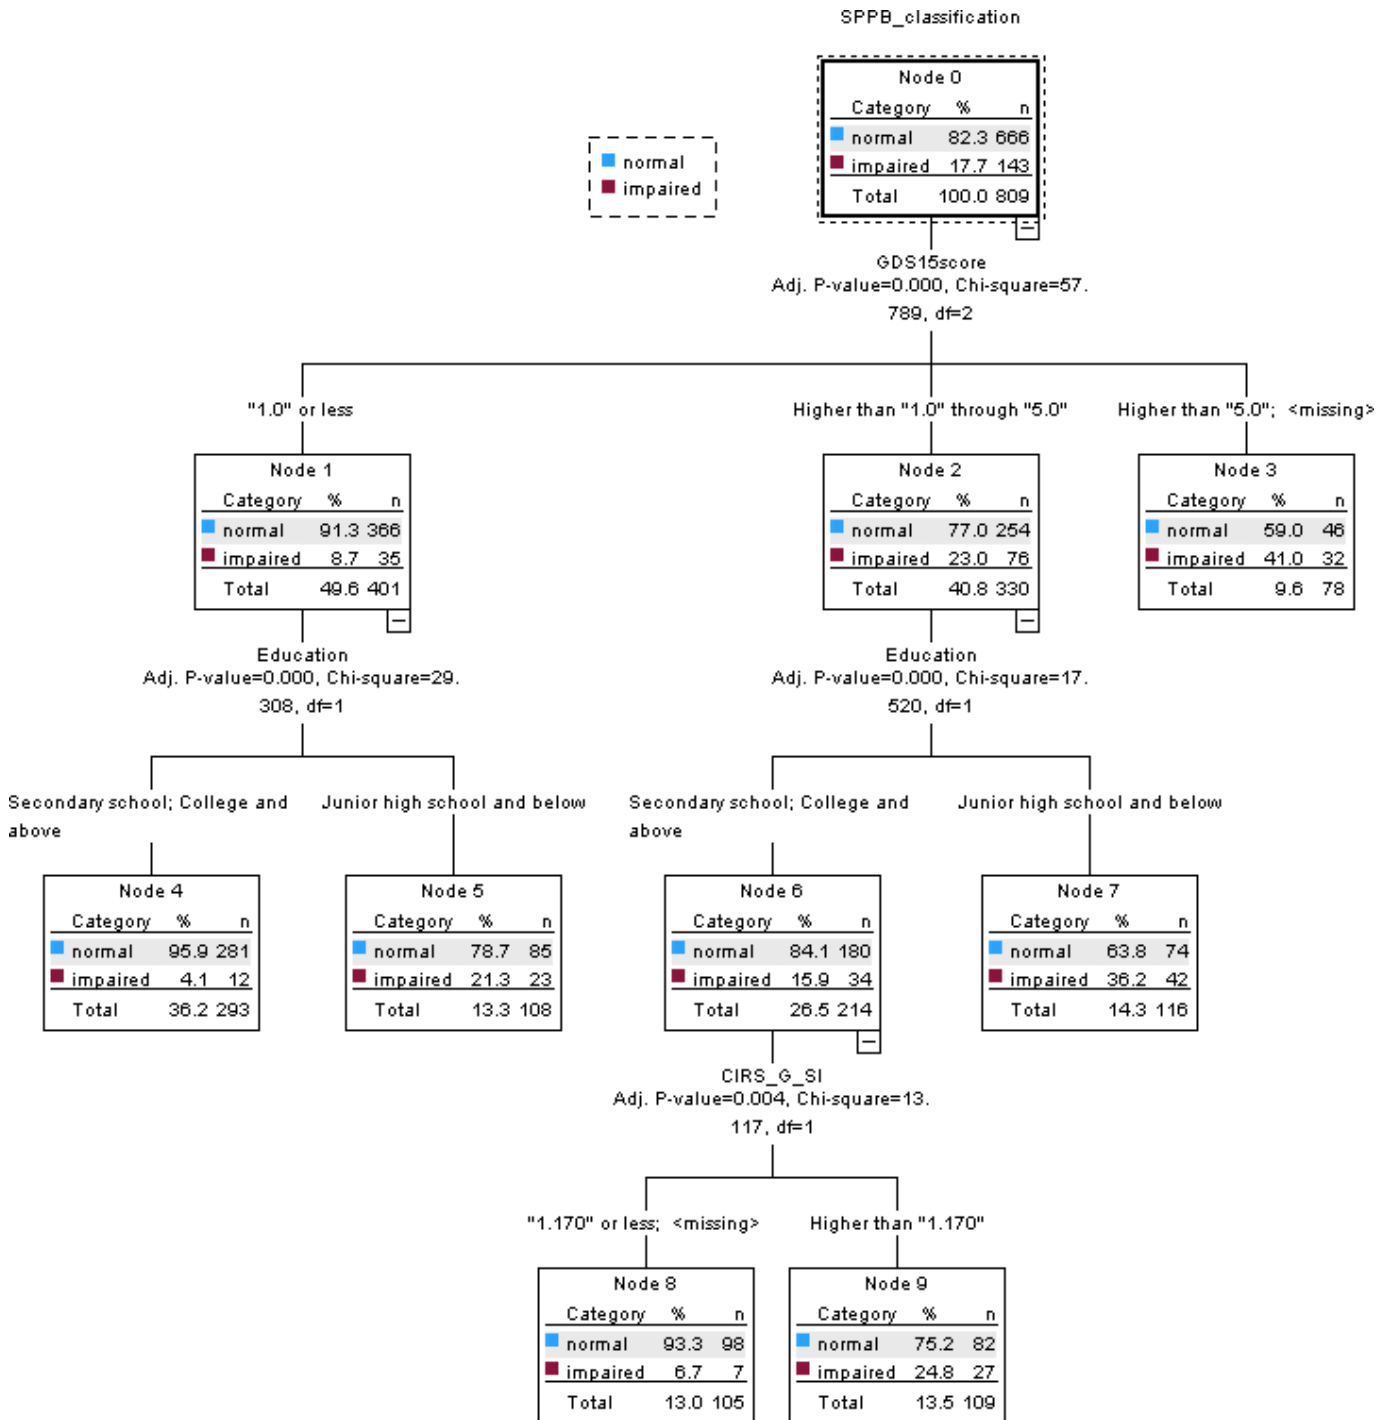 SPPB_classification
Node 0
Category % n
normal 82.3 666
impaired 17.7 143
Total 100.0 809
normal
impaired
GDS15score
Adj. P-value=0.000, Chi-square=57.
789, df=2
"1.0" or less
Higher than "1.0" through "5.0"
Higher than "5.0"; <missing>
Node 1
Category % n
normal 91.3 366
impaired 8.7 35
Total 49.6 401
Node 2
Category % n
normal 77.0 254
impaired 23.0 76
Total 40.8 330
Node 3
Category % n
normal 59.0 46
impaired 41.0 32
Total 9.6 78
Education
Adj. P-value=0.000, Chi-square=29.
308, df=1
Education
Adj. P-value=0.000, Chi-square=17.
520, df=1
Secondary school; College and
above
Junior high school and below
Secondary school; College and
above
Junior high school and below
Node 4
Category % n
normal 95.9 281
impaired 4.1 12
Total 36.2 293
Node 5
Category % n
normal 78.7 85
impaired 21.3 23
Total 13.3 108
Node 6
Category % n
normal 84.1 180
impaired 15.9 34
Total 26.5 214
Node 7
Category % n
normal 63.8 74
impaired 36.2 42
Total 14.3 116
CIRS_G_SI
Adj. P-value=0.004, Chi-square=13.
117, df=1
"1.170" or less; <missing>
Higher than "1.170"
Node 8
Category % n
normal 93.3 98
impaired 6.7 7
Total 13.0 105
Node 9
Category % n
normal 75.2 82
impaired 24.8 27
Total 13.5 109